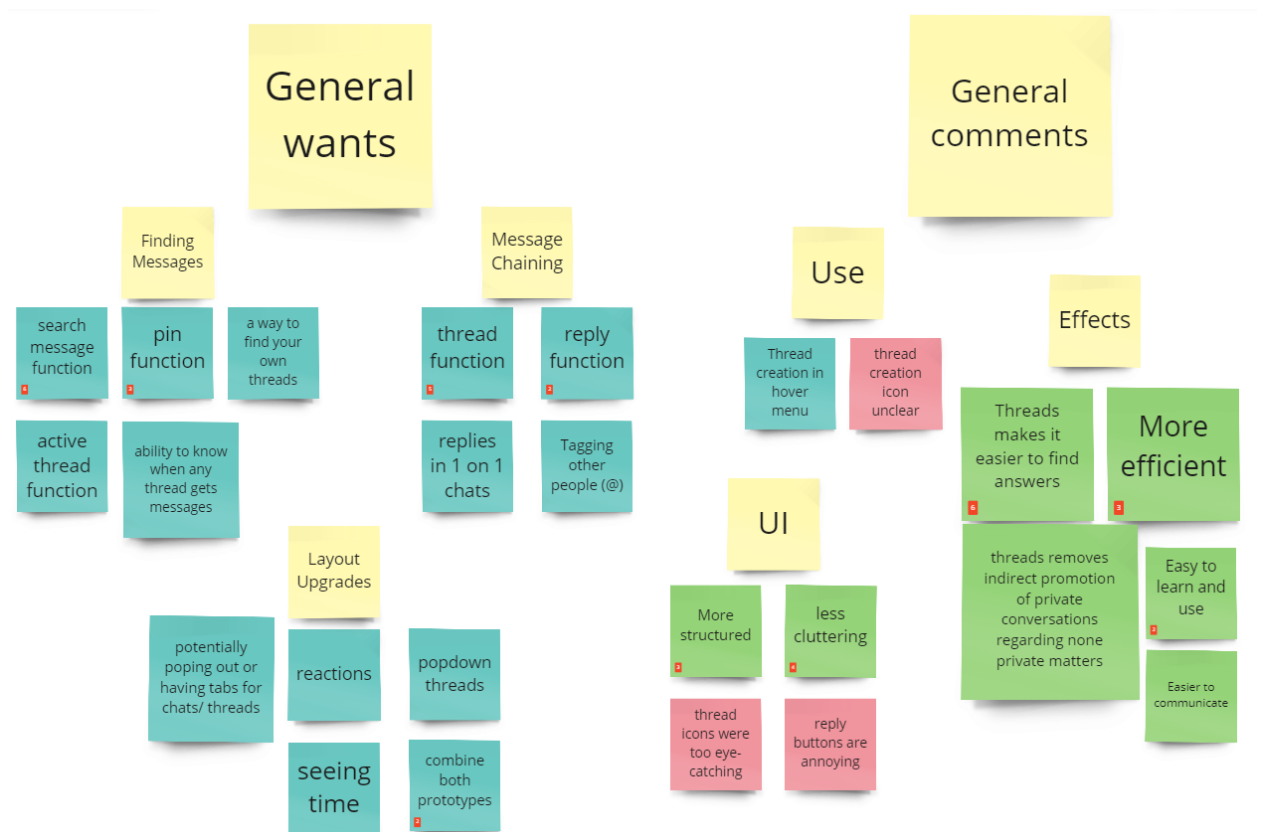 General
wants
Finding
Messages
search
message
function
4
pin
function
3
a way to
find your
own
threads
active
thread
function
ability to know
when any
thread gets
messages
Message
Chaining
thread
function
reply
function
replies
in 1 on 1
chats
Tagging
other
people (@)
Layout
Upgrades
potentially
poping out or
having tabs for
chats/ threads
reactions
popdown
threads
seeing
time
combine
both
prototypes
General
comments
Use
Thread
creation in
hover
menu
thread
creation
icon
unclear
UI
More
structured
less
cluttering
4
thread
icons were
too eye-
catching
reply
buttons are
annoying
Effects
Threads
makes it
easier to find
answers
6
More
efficient
3
threads removes
indirect promotion
of private
conversations
regarding none
private matters
Easy to
learn and
use
Easier to
communicate